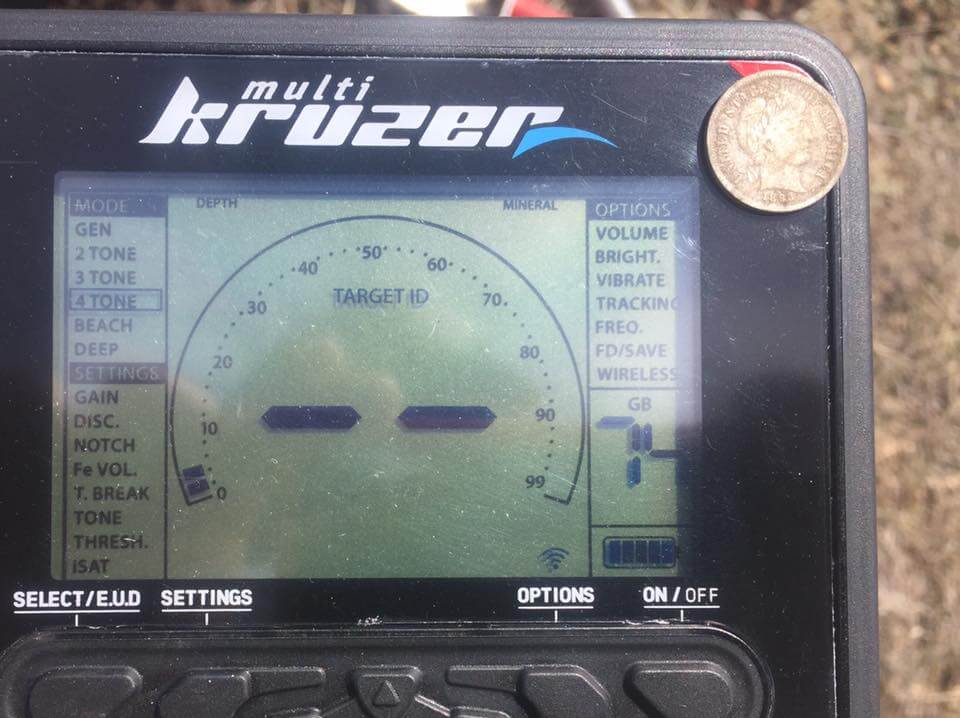 multi
kruzer
MODE
GEN
2 TONE
3 TONE
4 TONE
BEACH
DEEP
SETTINGS
GAIN
DISC.
NOTCH
Fe VOL.
T. BREAK
TONE
THRESH.
iSAT
DEPTH
MINERAL
TARGET ID
0
10
20
30
40
50
60
70
80
90
99
-- 
OPTIONS
VOLUME
BRIGHT.
VIBRATE
TRACKING
FREQ.
FD/SAVE
WIRELESS
GB
SELECT/E.U.D SETTINGS OPTIONS ON / OFF